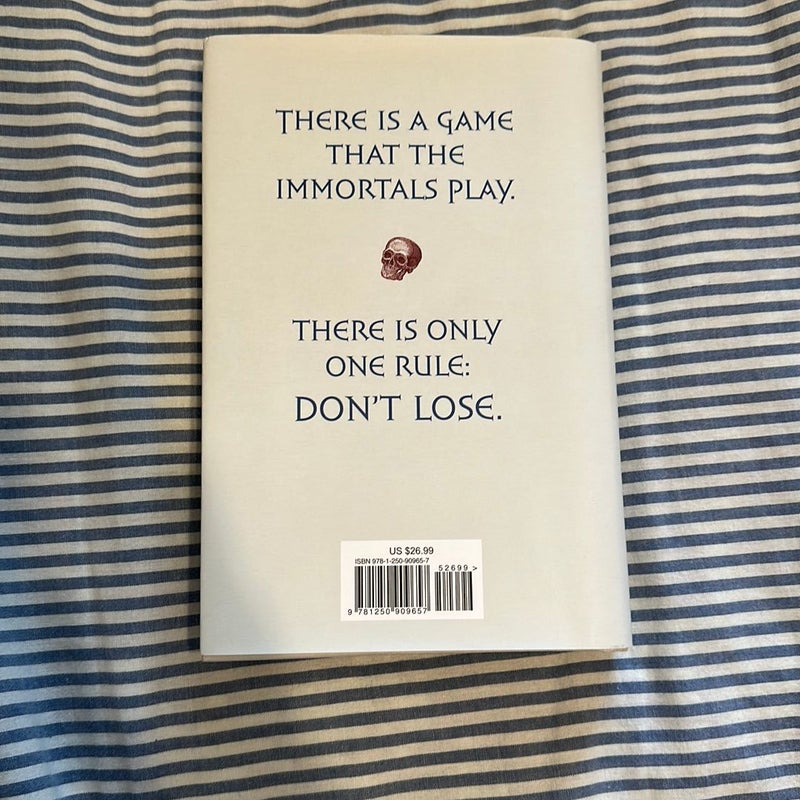 THERE IS A GAME
THAT THE
IMMORTALS PLAY.
THERE IS ONLY
ONE RULE:
DON'T LOSE.
US $26.99
ISBN 978-1-250-90965-7
52699 >
9 781250 909657